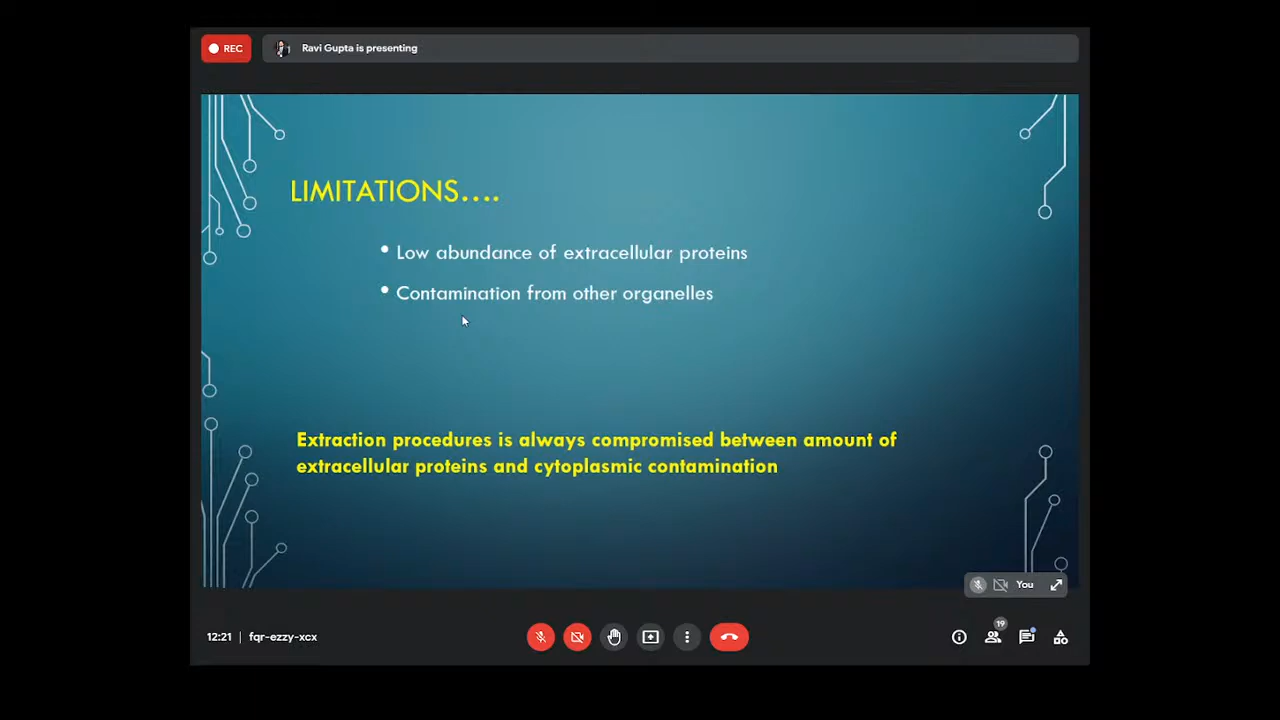 REC
Ravi Gupta is presenting
LIMITATIONS....
• Low abundance of extracellular proteins
• Contamination from other organelles
Extraction procedures is always compromised between amount of
extracellular proteins and cytoplasmic contamination
You
12:21 | fqr-ezzy-xcx
19